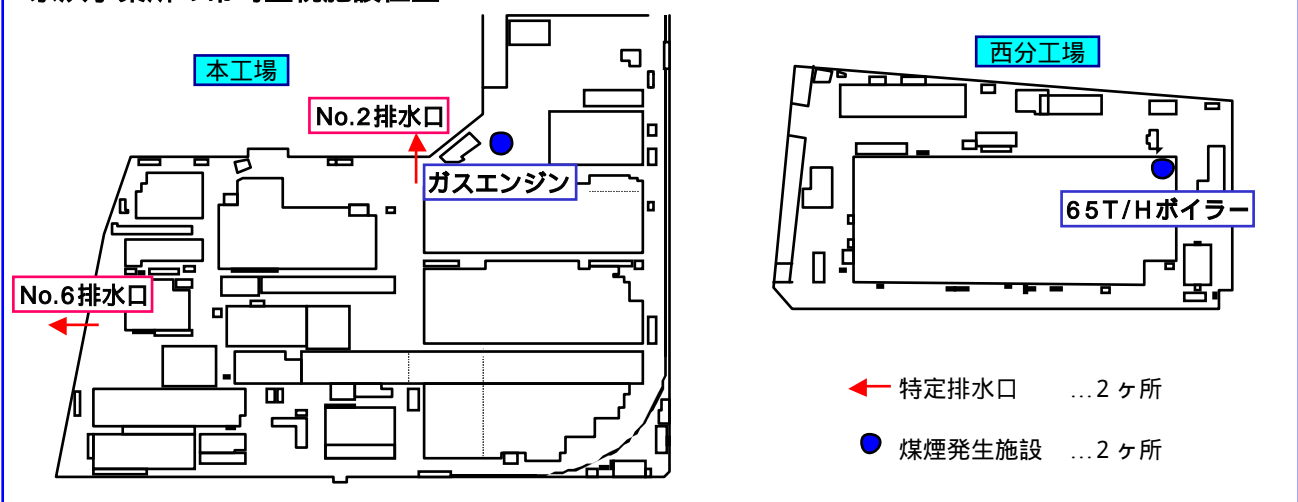 本工場
西分工場
No.2排水口
ガスエンジン
65T/Hボイラー
No.6排水口
特定排水口 …2ヶ所
煤煙発生施設 …2ヶ所